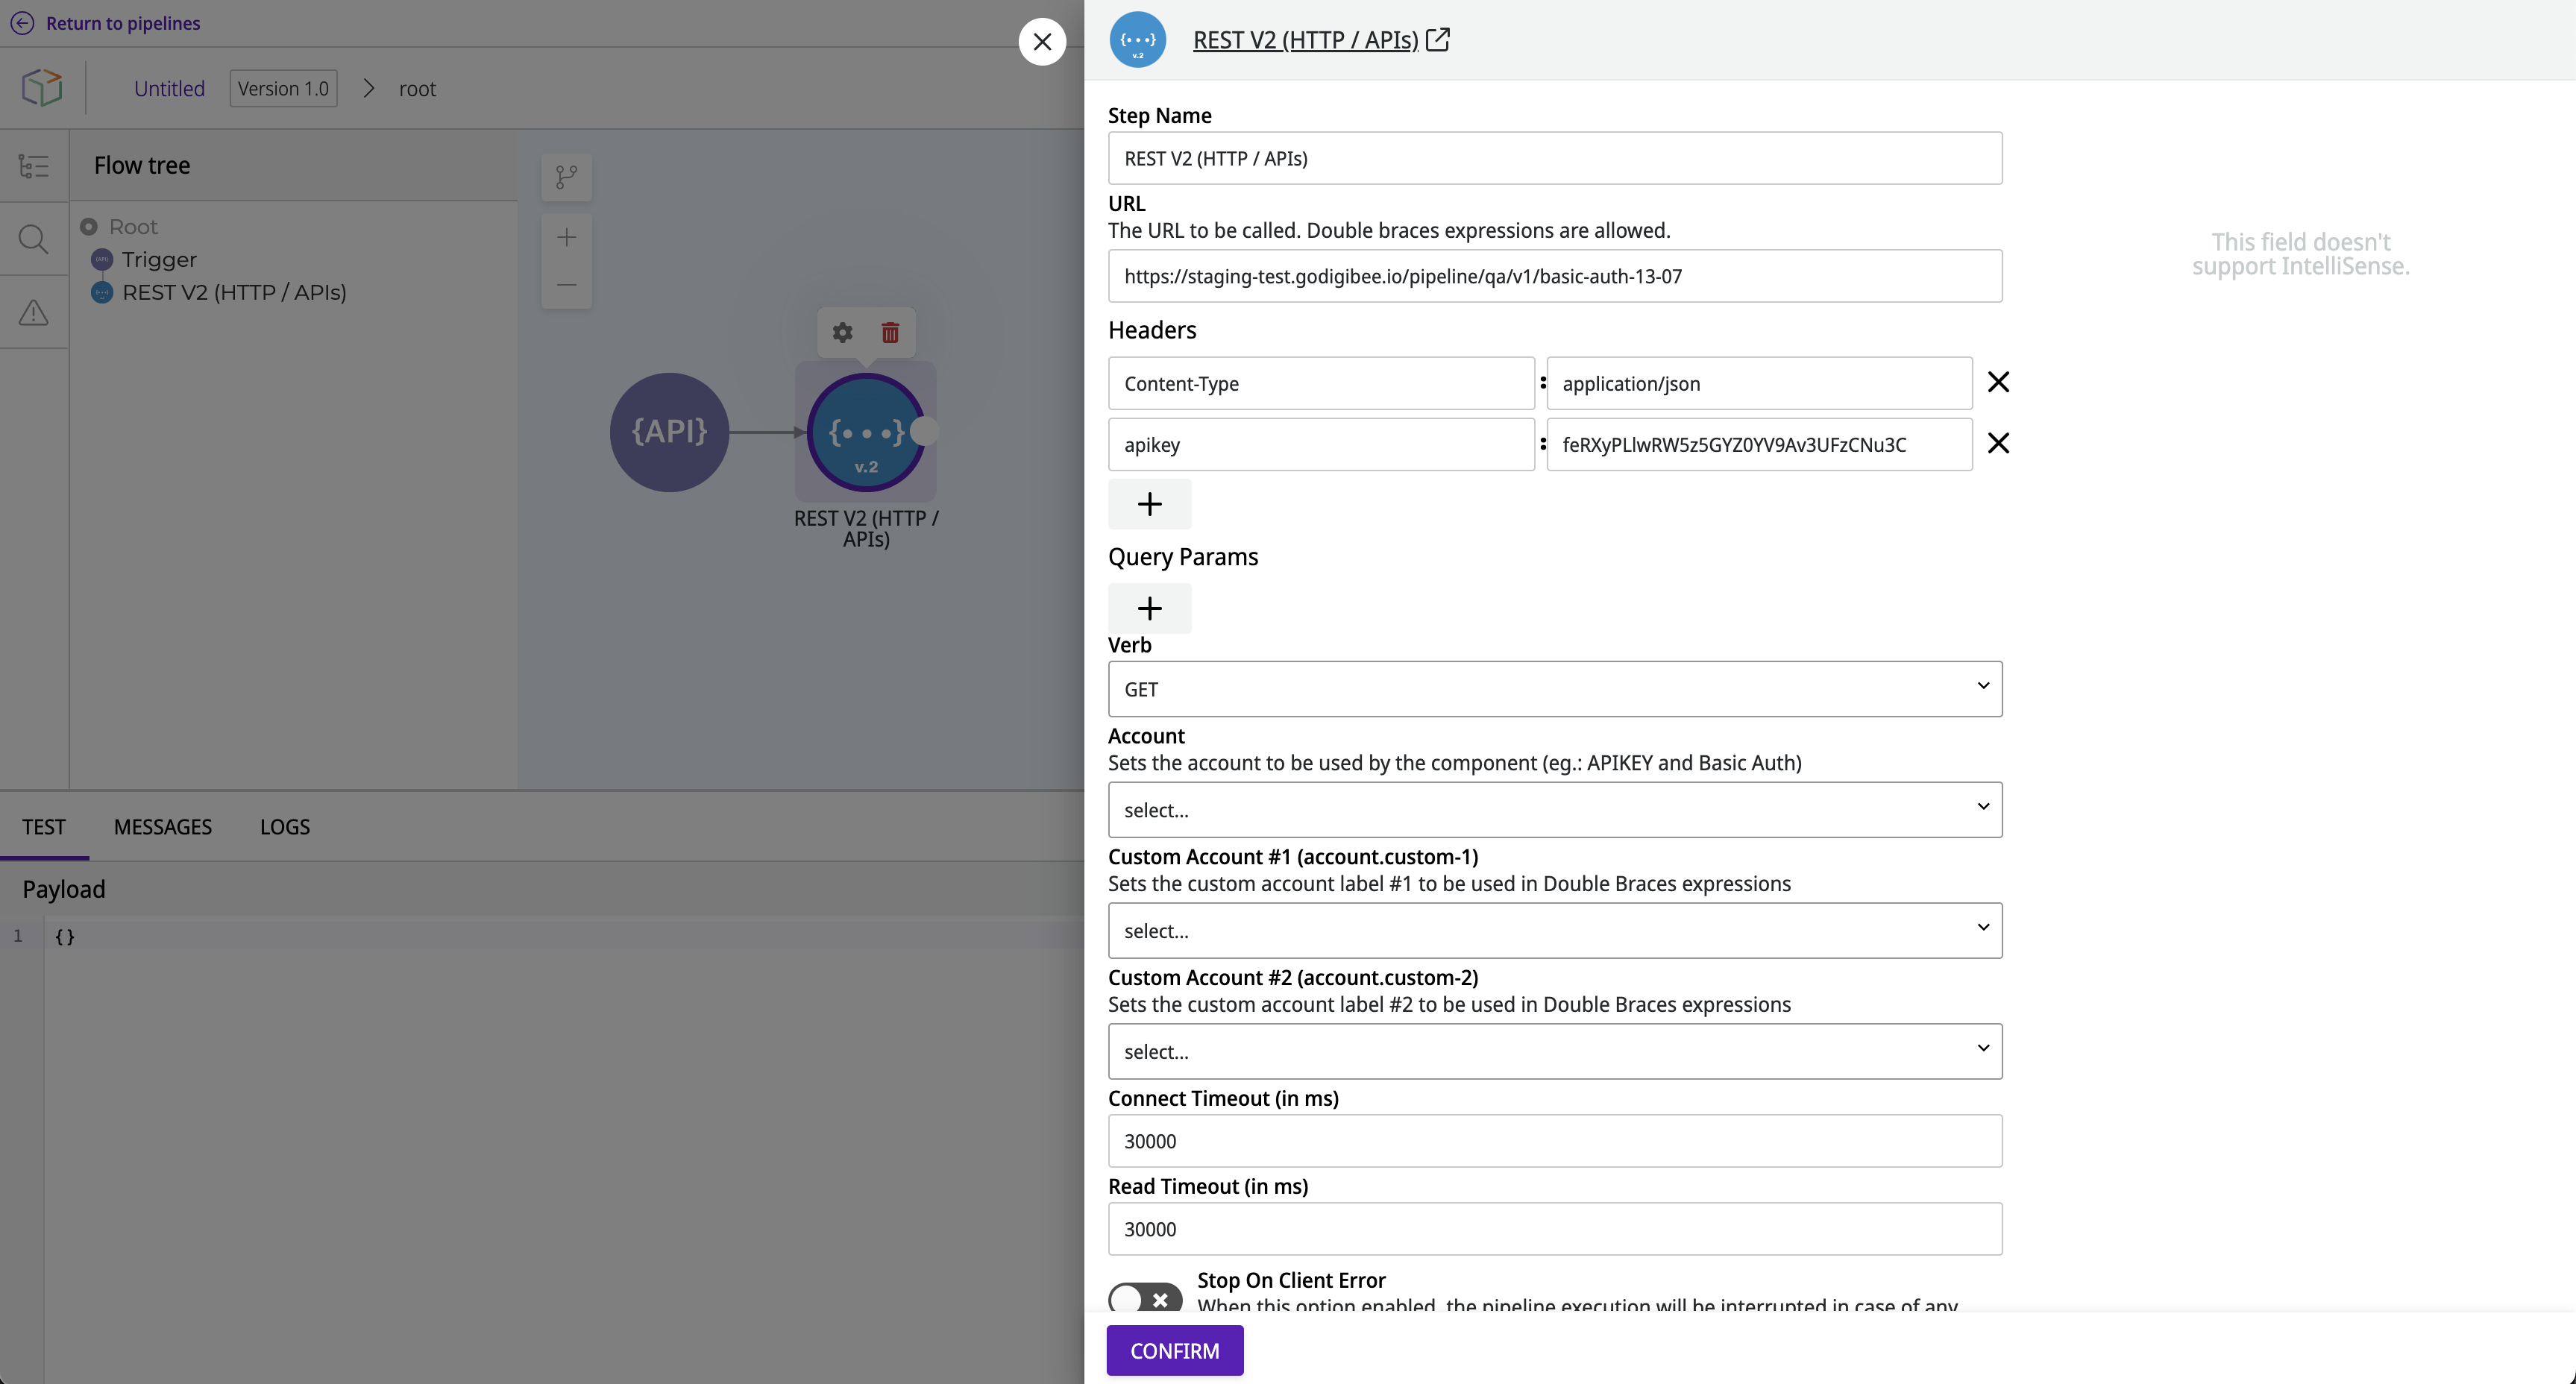 Return to pipelines
Untitled
Version 1.0
root
Flow tree
Root
Trigger
REST V2 (HTTP / APIs)
{API}
{•••}
v.2
REST V2 (HTTP /
APIs)
TEST
MESSAGES
LOGS
Payload
1
{}
{•••}
v.2
REST V2 (HTTP / APIs)
Step Name
REST V2 (HTTP / APIs)
URL
The URL to be called. Double braces expressions are allowed.
https://staging-test.godigibee.io/pipeline/qa/v1/basic-auth-13-07
This field doesn't
support IntelliSense.
Headers
Content-Type : application/json
apikey : feRXyPLlwRW5z5GYZ0YV9Av3UFzCNu3C
Query Params
Verb
GET
Account
Sets the account to be used by the component (eg.: APIKEY and Basic Auth)
select...
Custom Account #1 (account.custom-1)
Sets the custom account label #1 to be used in Double Braces expressions
select...
Custom Account #2 (account.custom-2)
Sets the custom account label #2 to be used in Double Braces expressions
select...
Connect Timeout (in ms)
30000
Read Timeout (in ms)
30000
Stop On Client Error
When this option enabled, the pipeline execution will be interrupted in case of any
CONFIRM